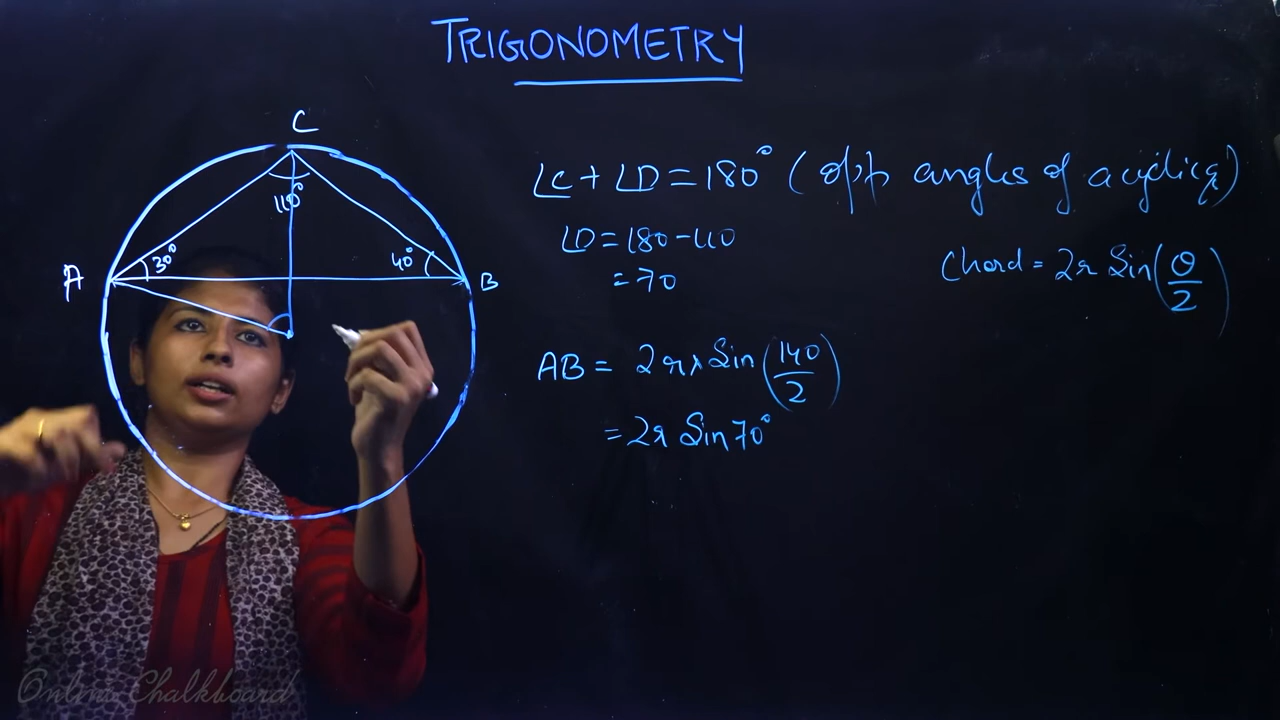 TRIGONOMETRY
C
110°
A
30°
40°
B
∠C + ∠D = 180° (opp angles of a cyclic q
∠D = 180 - 110
= 70
Chord = 2r Sin(θ/2)
AB = 2r × Sin(140/2)
= 2r Sin 70°
Online Chalkboard